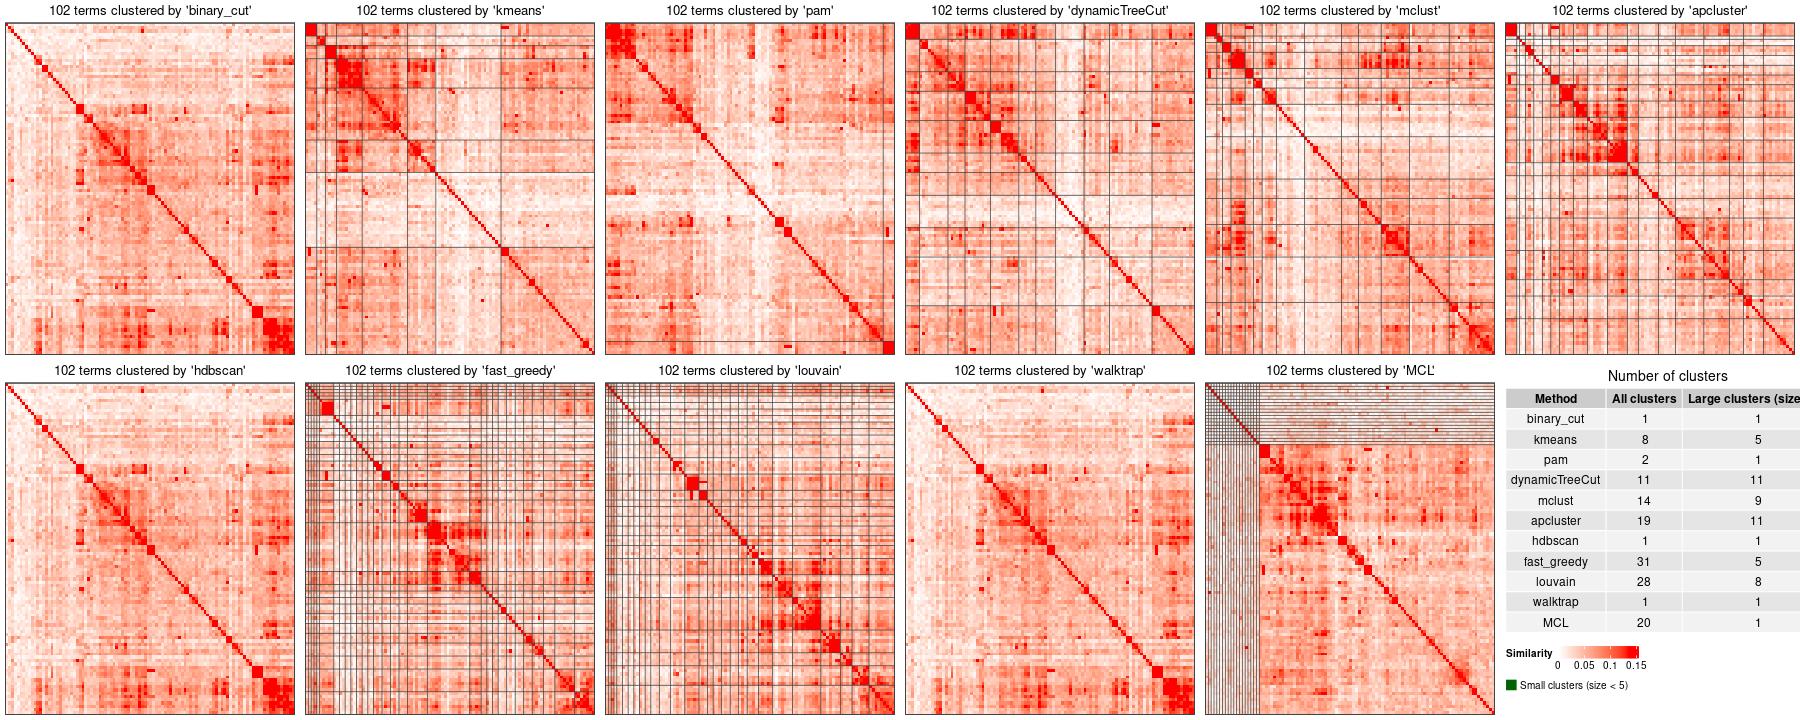 102 terms clustered by 'binary_cut'
102 terms clustered by 'kmeans'
102 terms clustered by 'pam'
102 terms clustered by 'dynamicTreeCut'
102 terms clustered by 'mclust'
102 terms clustered by 'apcluster'
102 terms clustered by 'hdbscan'
102 terms clustered by 'fast_greedy'
102 terms clustered by 'louvain'
102 terms clustered by 'walktrap'
102 terms clustered by 'MCL'
Number of clusters
Method All clusters Large clusters (size
binary_cut 1 1
kmeans 8 5
pam 2 1
dynamicTreeCut 11 11
mclust 14 9
apcluster 19 11
hdbscan 1 1
fast_greedy 31 5
louvain 28 8
walktrap 1 1
MCL 20 1
Similarity
0 0.05 0.1 0.15
Small clusters (size < 5)